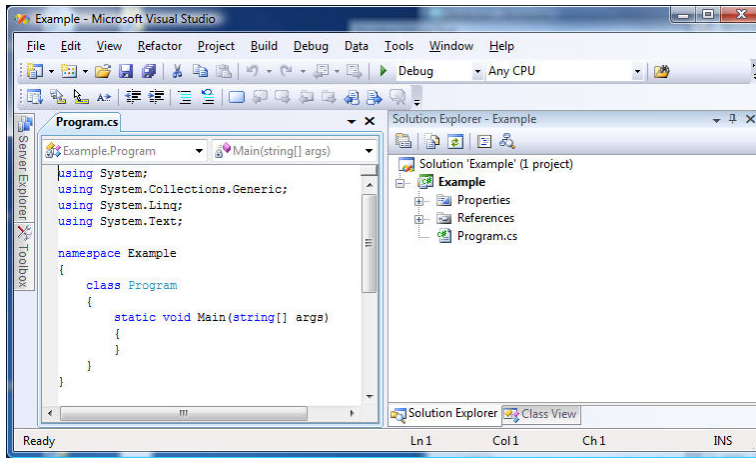 Example - Microsoft Visual Studio
File Edit View Refactor Project Build Debug Data Tools Window Help
Debug Any CPU
Program.cs
Example.Program Main(string[] args)
using System;
using System.Collections.Generic;
using System.Linq;
using System.Text;
namespace Example
{
class Program
{
static void Main(string[] args)
{
}
}
}
Server Explorer
Toolbox
Solution Explorer - Example
Solution 'Example' (1 project)
Example
Properties
References
Program.cs
Solution Explorer Class View
Ready Ln 1 Col 1 Ch 1 INS